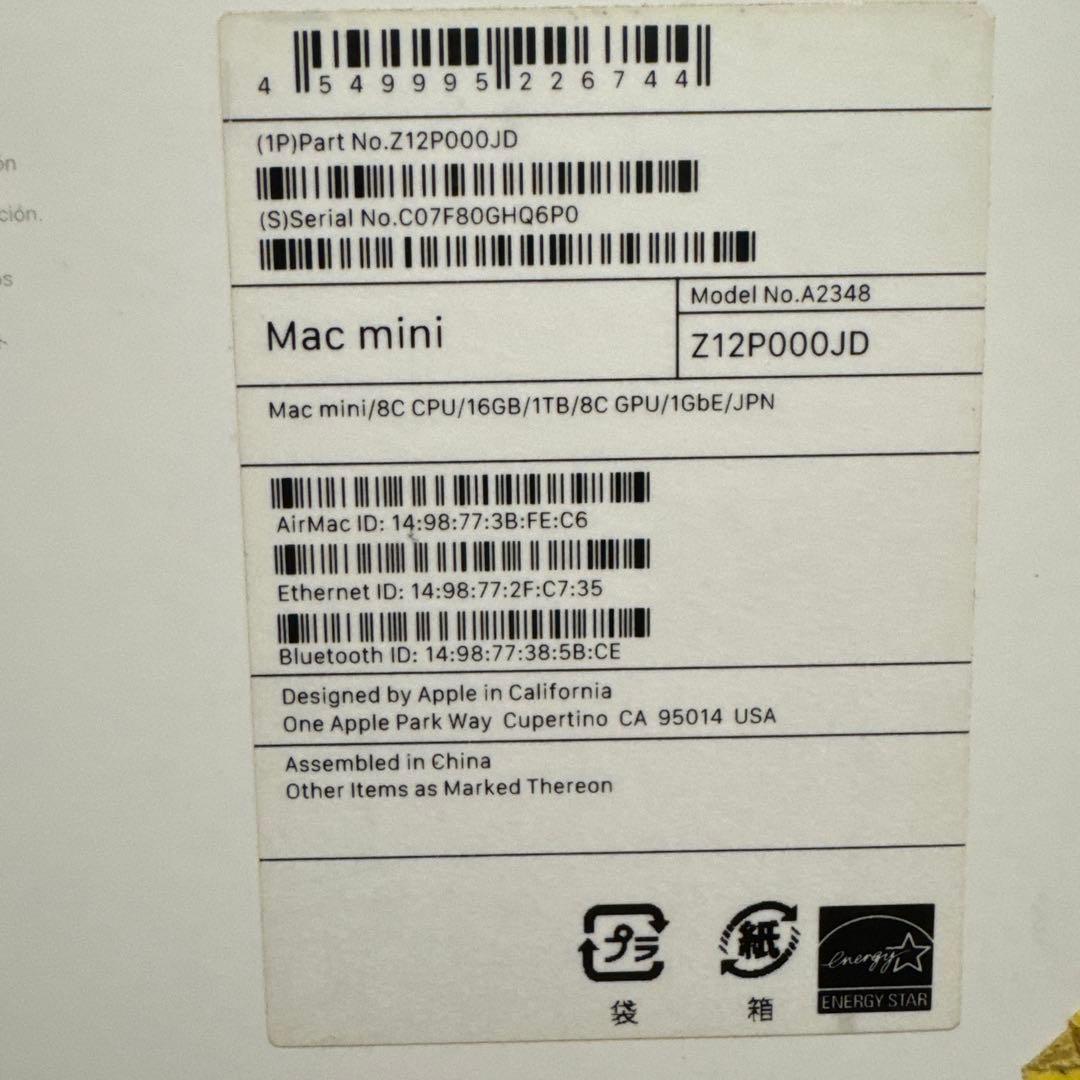 ón
ción.
os
4 549995 226744
(1P)Part No.Z12P000JD
(S)Serial No.C07F80GHQ6P0
Mac mini
Model No.A2348
Z12P000JD
Mac mini/8C CPU/16GB/1TB/8C GPU/1GbE/JPN
AirMac ID: 14:98:77:3B:FE:C6
Ethernet ID: 14:98:77:2F:C7:35
Bluetooth ID: 14:98:77:38:5B:CE
Designed by Apple in California
One Apple Park Way Cupertino CA 95014 USA
Assembled in China
Other Items as Marked Thereon
プラ
袋
紙
箱
energy
ENERGY STAR